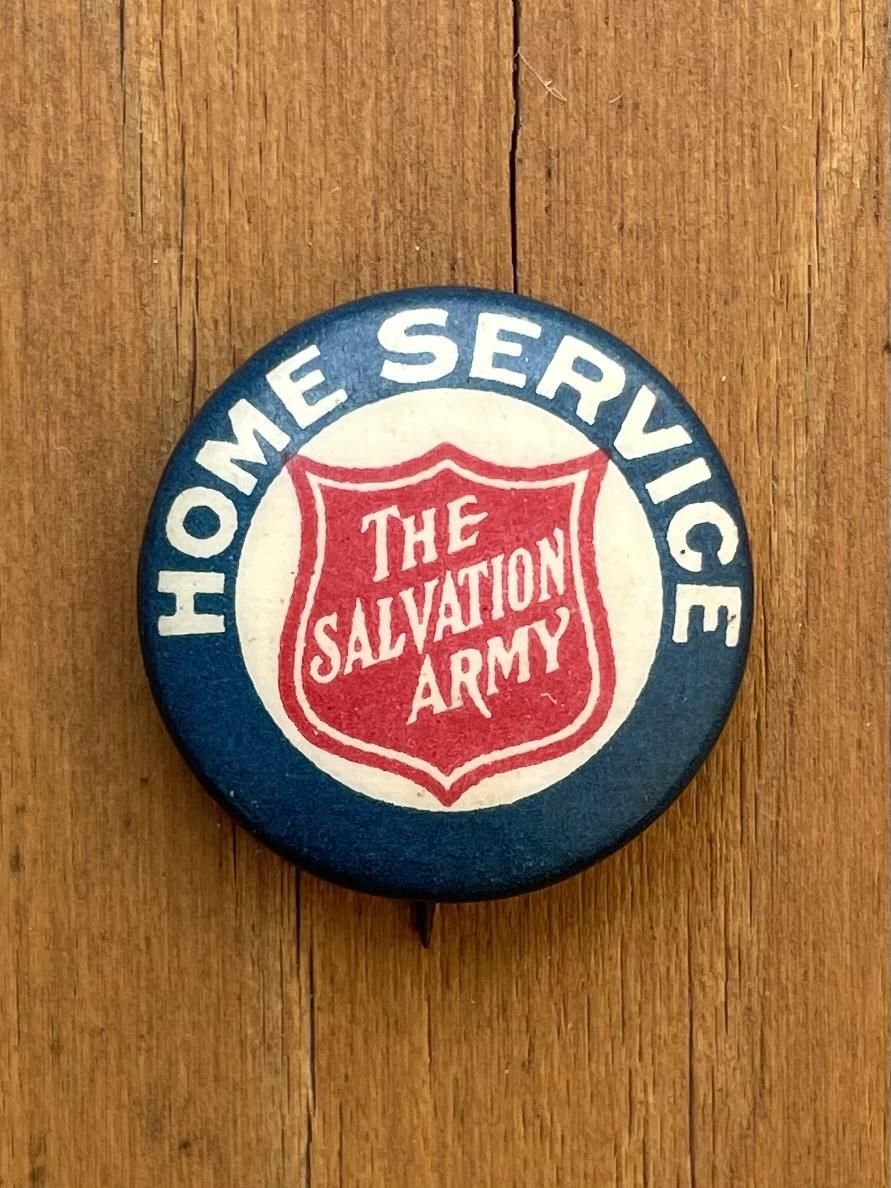 HOME SERVICE
THE
SALVATION
ARMY